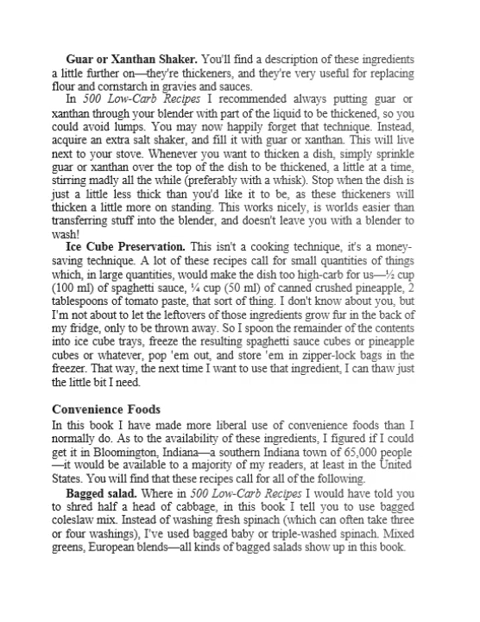 Guar or Xanthan Shaker. You'll find a description of these ingredients
a little further on—they're thickeners, and they're very useful for replacing
flour and cornstarch in gravies and sauces.
In 500 Low-Carb Recipes I recommended always putting guar or
xanthan through your blender with part of the liquid to be thickened, so you
could avoid lumps. You may now happily forget that technique. Instead,
acquire an extra salt shaker, and fill it with guar or xanthan. This will live
next to your stove. Whenever you want to thicken a dish, simply sprinkle
guar or xanthan over the top of the dish to be thickened, a little at a time,
stirring madly all the while (preferably with a whisk). Stop when the dish is
just a little less thick than you'd like it to be, as these thickeners will
thicken a little more on standing. This works nicely, is worlds easier than
transferring stuff into the blender, and doesn't leave you with a blender to
wash!
Ice Cube Preservation. This isn't a cooking technique, it's a money-
saving technique. A lot of these recipes call for small quantities of things
which, in large quantities, would make the dish too high-carb for us—½ cup
(100 ml) of spaghetti sauce, ¼ cup (50 ml) of canned crushed pineapple, 2
tablespoons of tomato paste, that sort of thing. I don't know about you, but
I'm not about to let the leftovers of those ingredients grow fur in the back of
my fridge, only to be thrown away. So I spoon the remainder of the contents
into ice cube trays, freeze the resulting spaghetti sauce cubes or pineapple
cubes or whatever, pop 'em out, and store 'em in zipper-lock bags in the
freezer. That way, the next time I want to use that ingredient, I can thaw just
the little bit I need.
Convenience Foods
In this book I have made more liberal use of convenience foods than I
normally do. As to the availability of these ingredients, I figured if I could
get it in Bloomington, Indiana—a southern Indiana town of 65,000 people
—it would be available to a majority of my readers, at least in the United
States. You will find that these recipes call for all of the following.
Bagged salad. Where in 500 Low-Carb Recipes I would have told you
to shred half a head of cabbage, in this book I tell you to use bagged
coleslaw mix. Instead of washing fresh spinach (which can often take three
or four washings), I've used bagged baby or triple-washed spinach. Mixed
greens, European blends—all kinds of bagged salads show up in this book.